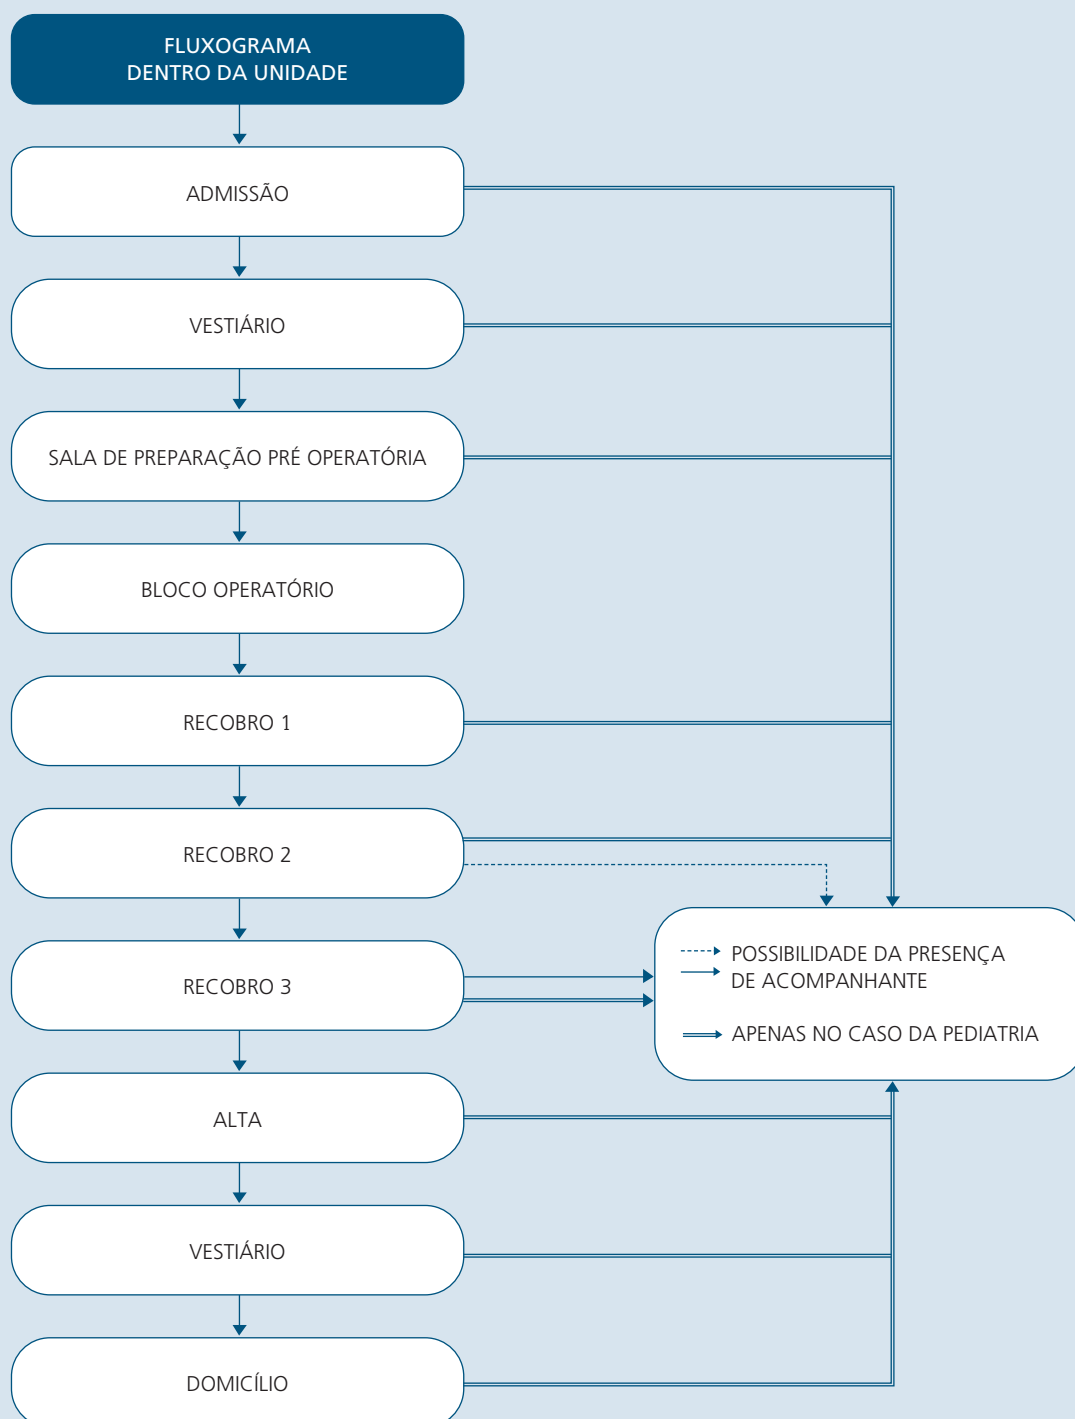 FLUXOGRAMA
DENTRO DA UNIDADE
ADMISSÃO
VESTIÁRIO
SALA DE PREPARAÇÃO PRÉ OPERATÓRIA
BLOCO OPERATÓRIO
RECOBRO 1
RECOBRO 2
RECOBRO 3
POSSIBILIDADE DA PRESENÇA
DE ACOMPANHANTE
APENAS NO CASO DA PEDIATRIA
ALTA
VESTIÁRIO
DOMICÍLIO